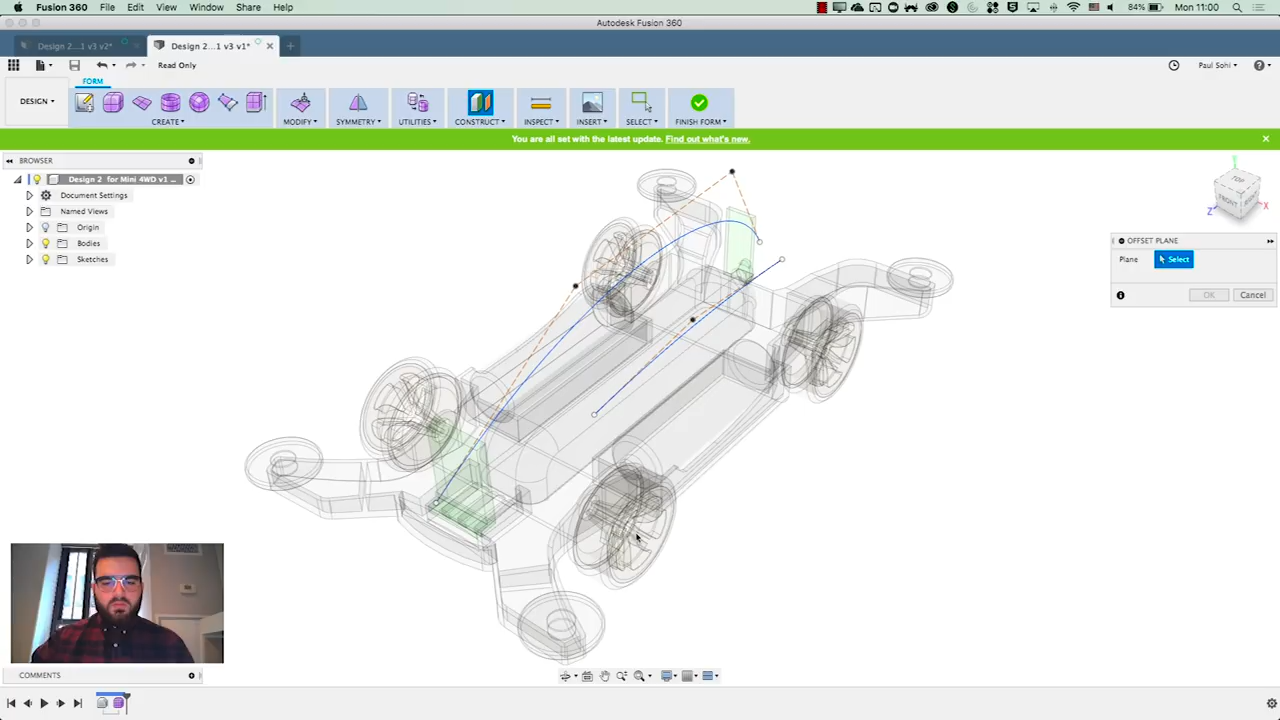 Fusion 360 File Edit View Window Share Help 84% Mon 11:00
Autodesk Fusion 360
Design 2...1 v3 v2* Design 2...1 v3 v1*
Read Only Paul Sohi
FORM
DESIGN
CREATE MODIFY SYMMETRY UTILITIES CONSTRUCT INSPECT INSERT SELECT FINISH FORM
You are all set with the latest update. Find out what's new.
BROWSER
Design 2 for Mini 4WD v1 ...
Document Settings
Named Views
Origin
Bodies
Sketches
TOP
FRONT
Z
X
OFFSET PLANE
Plane Select
OK Cancel
COMMENTS